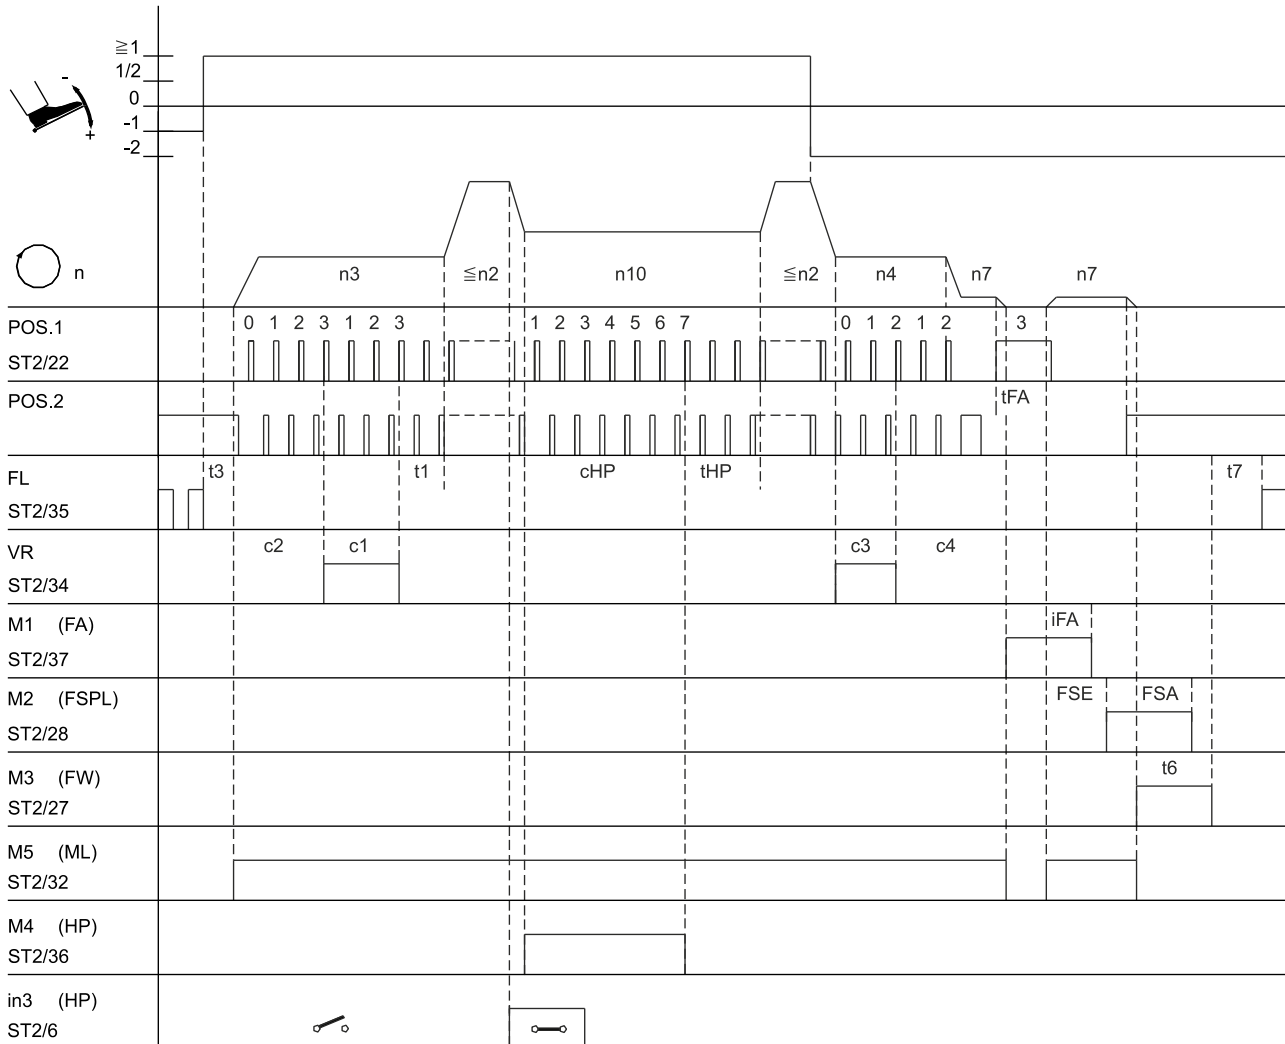 ≧1
1/2
0
-1
-2
-
+
n
n3 ≦n2 n10 ≦n2 n4 n7 n7
POS.1 0 1 2 3 1 2 3 1 2 3 4 5 6 7 0 1 2 1 2 3
ST2/22
POS.2 tFA
FL t3 t1 cHP tHP t7
ST2/35
VR c2 c1 c3 c4
ST2/34
M1 (FA) iFA
ST2/37
M2 (FSPL) FSE FSA
ST2/28
M3 (FW) t6
ST2/27
M5 (ML)
ST2/32
M4 (HP)
ST2/36
in3 (HP)
ST2/6